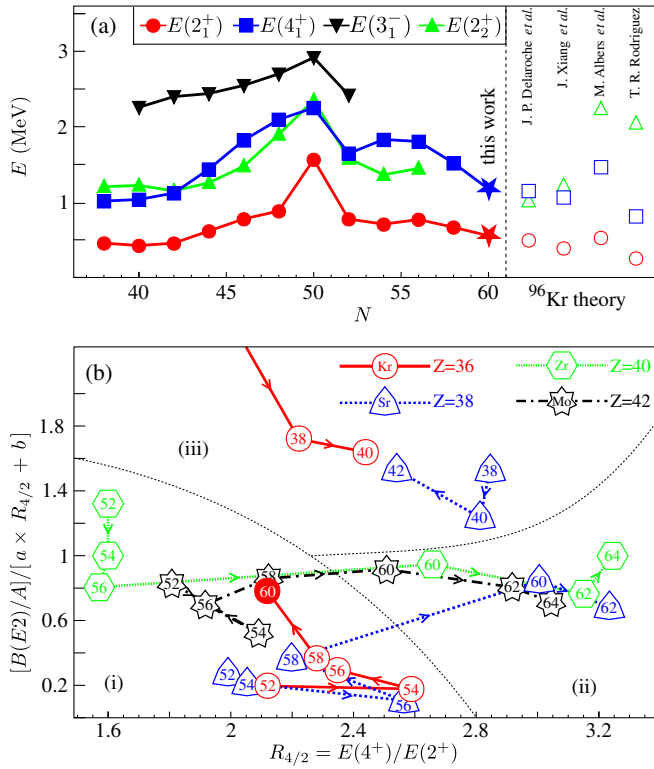 (a)
E(2₁⁺) E(4₁⁺) E(3₁⁻) E(2₂⁺)
3
2
1
E (MeV)
40 45 50 55 60
N
this work
J. P. Delaroche et al.
J. Xiang et al.
M. Albers et al.
T. R. Rodriguez
⁹⁶Kr theory
(b)
Kr Z=36 Zr Z=40
Sr Z=38 Mo Z=42
(iii)
1.8
1.4
1
0.6
0.2
[B(E2)/A]/[a × R₄/₂ + b]
38 40 42 38 40
52 54 56
52 56 58 54 60 62 64
60 60 62 60 62 64
58 58 56
52 54 52 54 56
(i) (ii)
1.6 2 2.4 2.8 3.2
R₄/₂ = E(4⁺)/E(2⁺)